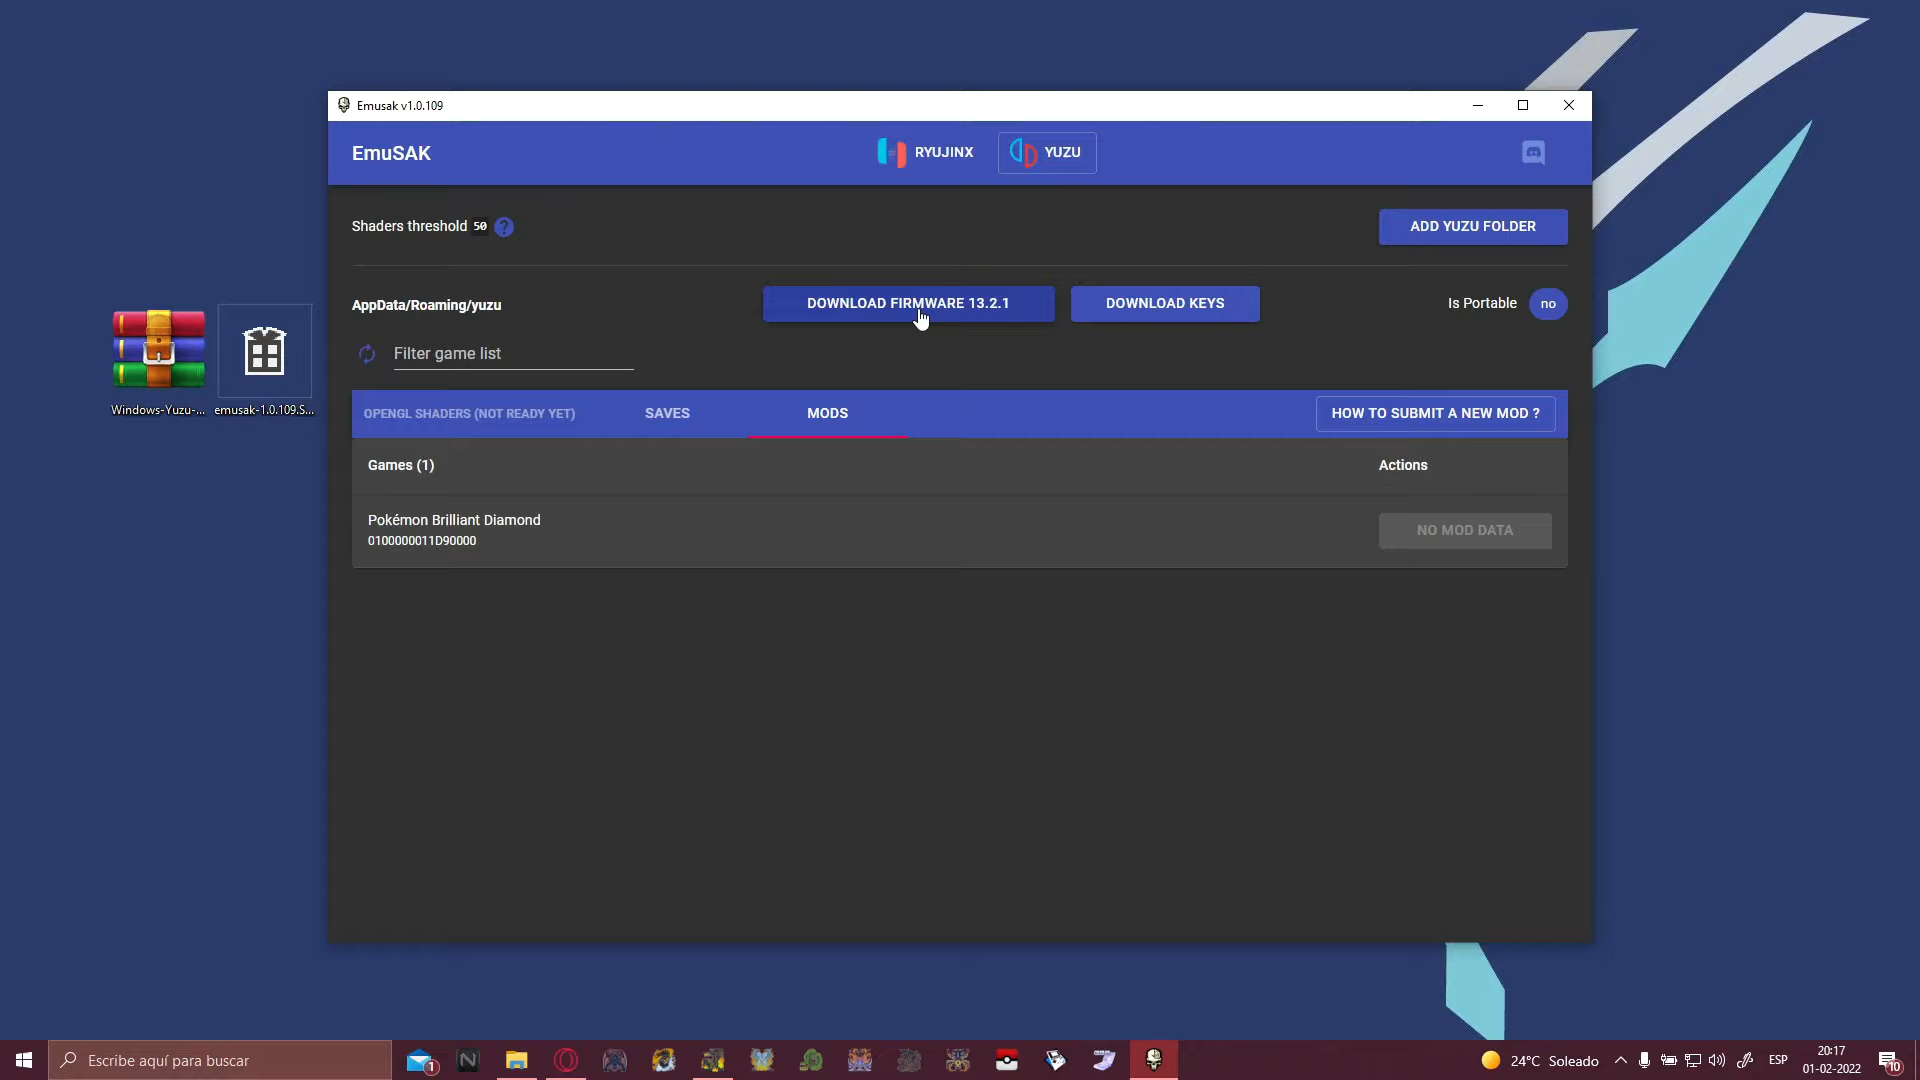 Emusak v1.0.109
EmuSAK
RYUJINX
YUZU
Shaders threshold 50 ?
ADD YUZU FOLDER
AppData/Roaming/yuzu
DOWNLOAD FIRMWARE 13.2.1
DOWNLOAD KEYS
Is Portable no
Filter game list
OPENGL SHADERS (NOT READY YET)
SAVES
MODS
HOW TO SUBMIT A NEW MOD ?
Games (1)
Actions
Pokémon Brilliant Diamond
0100000011D90000
NO MOD DATA
Windows-Yuzu-...
emusak-1.0.109.S...
Escribe aquí para buscar
1
N
24°C Soleado
ESP
20:17
01-02-2022
10